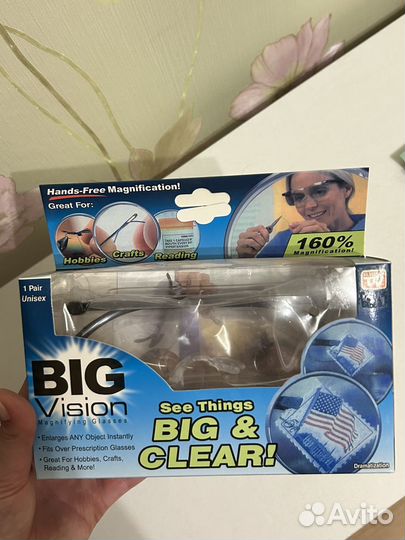 Hands-Free Magnification!
Great For:
Hobbies
Crafts
Reading
160%
Magnification!
1 Pair
Unisex
BIG
Vision
Magnifying Glasses
• Enlarges ANY Object Instantly
• Fits Over Prescription Glasses
• Great For Hobbies, Crafts,
Reading & More!
See Things
BIG &
CLEAR!
Dramatization
Avito